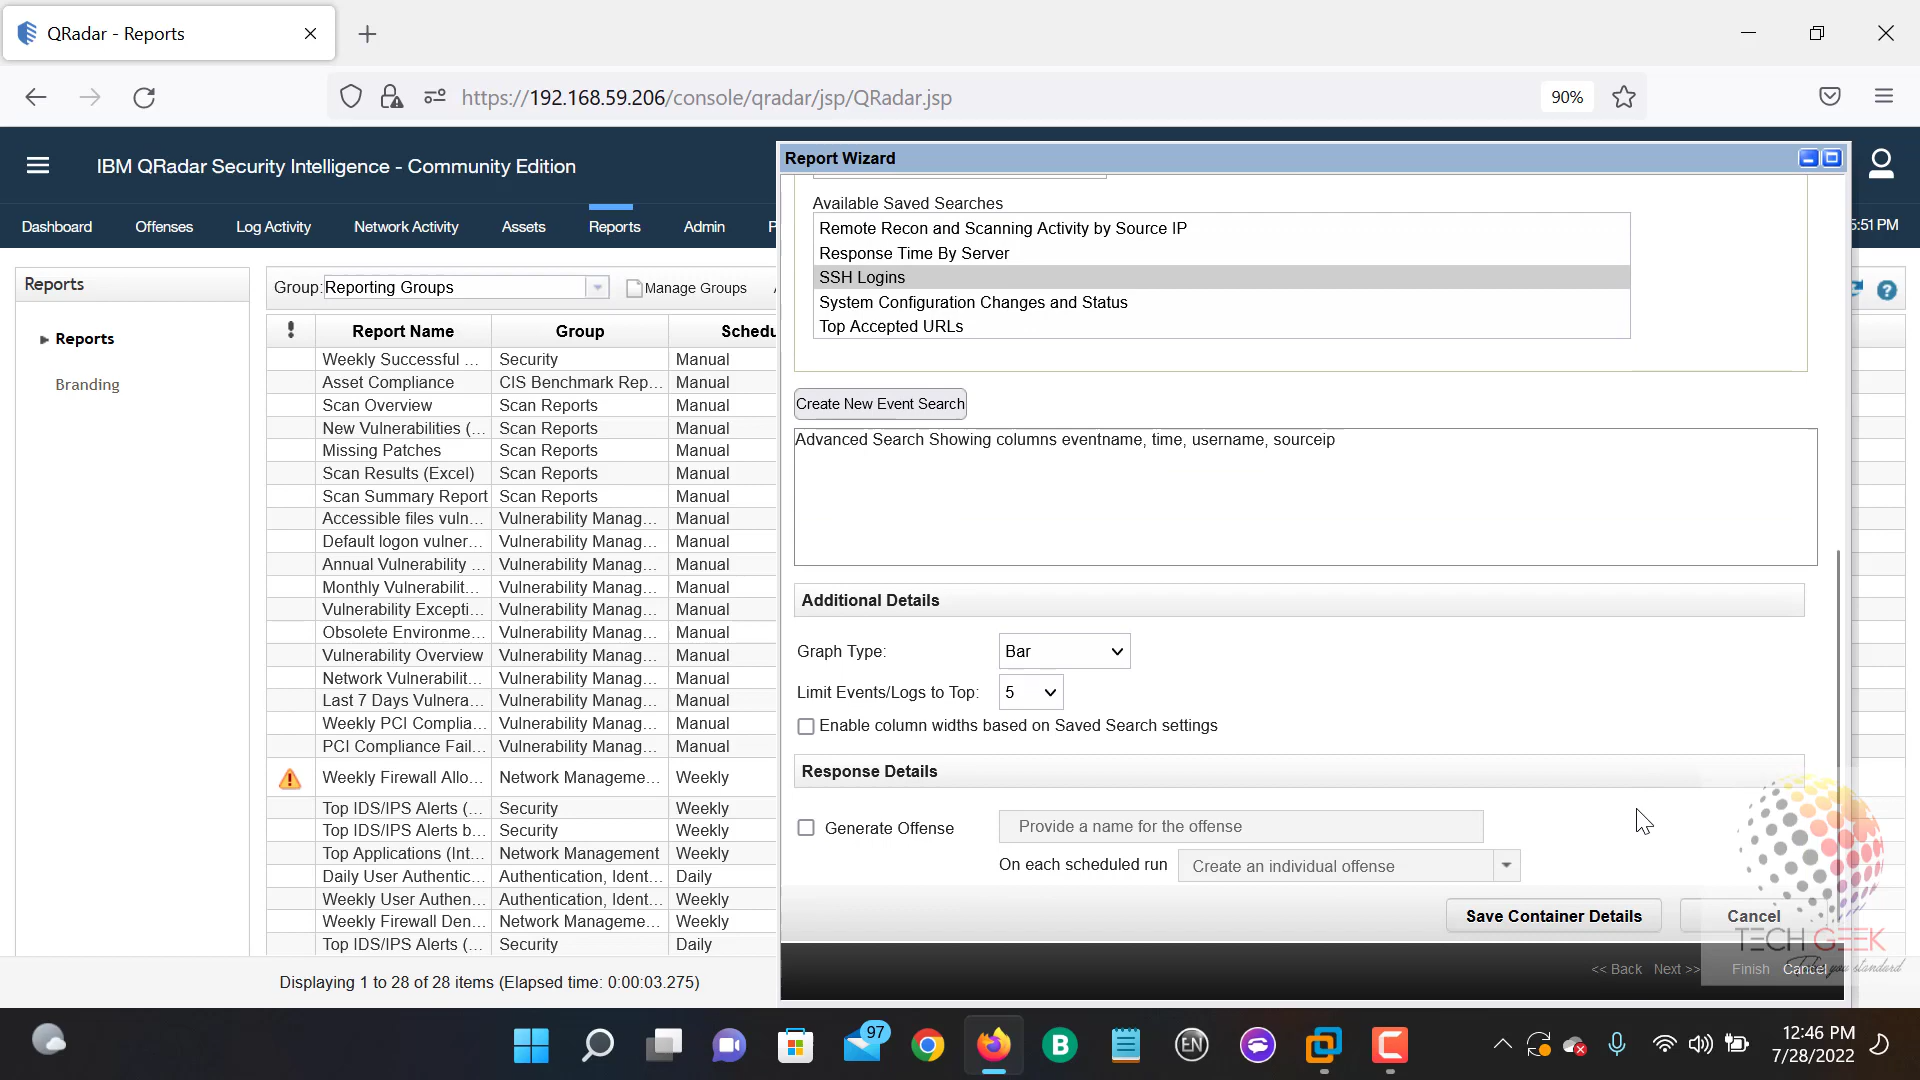 QRadar - Reports
https://192.168.59.206/console/qradar/jsp/QRadar.jsp
90%
IBM QRadar Security Intelligence - Community Edition
Dashboard
Offenses
Log Activity
Network Activity
Assets
Reports
Admin
P
5:51 PM
Reports
Reports
Branding
Group: Reporting Groups
Manage Groups
! Report Name Group Schedu
Weekly Successful ... Security Manual
Asset Compliance CIS Benchmark Rep... Manual
Scan Overview Scan Reports Manual
New Vulnerabilities (... Scan Reports Manual
Missing Patches Scan Reports Manual
Scan Results (Excel) Scan Reports Manual
Scan Summary Report Scan Reports Manual
Accessible files vuln... Vulnerability Manag... Manual
Default logon vulner... Vulnerability Manag... Manual
Annual Vulnerability ... Vulnerability Manag... Manual
Monthly Vulnerabilit... Vulnerability Manag... Manual
Vulnerability Excepti... Vulnerability Manag... Manual
Obsolete Environme... Vulnerability Manag... Manual
Vulnerability Overview Vulnerability Manag... Manual
Network Vulnerabilit... Vulnerability Manag... Manual
Last 7 Days Vulnera... Vulnerability Manag... Manual
Weekly PCI Complia... Vulnerability Manag... Manual
PCI Compliance Fail... Vulnerability Manag... Manual
Weekly Firewall Allo... Network Manageme... Weekly
Top IDS/IPS Alerts (... Security Weekly
Top IDS/IPS Alerts b... Security Weekly
Top Applications (Int... Network Management Weekly
Daily User Authentic... Authentication, Ident... Daily
Weekly User Authen... Authentication, Ident... Weekly
Weekly Firewall Den... Network Manageme... Weekly
Top IDS/IPS Alerts (... Security Daily
Displaying 1 to 28 of 28 items (Elapsed time: 0:00:03.275)
Report Wizard
Available Saved Searches
Remote Recon and Scanning Activity by Source IP
Response Time By Server
SSH Logins
System Configuration Changes and Status
Top Accepted URLs
Create New Event Search
Advanced Search Showing columns eventname, time, username, sourceip
Additional Details
Graph Type: Bar
Limit Events/Logs to Top: 5
Enable column widths based on Saved Search settings
Response Details
Generate Offense Provide a name for the offense
On each scheduled run Create an individual offense
Save Container Details Cancel
<< Back Next >> Finish Cancel
TECH GEEK
you standard
97
B
EN
C
12:46 PM
7/28/2022